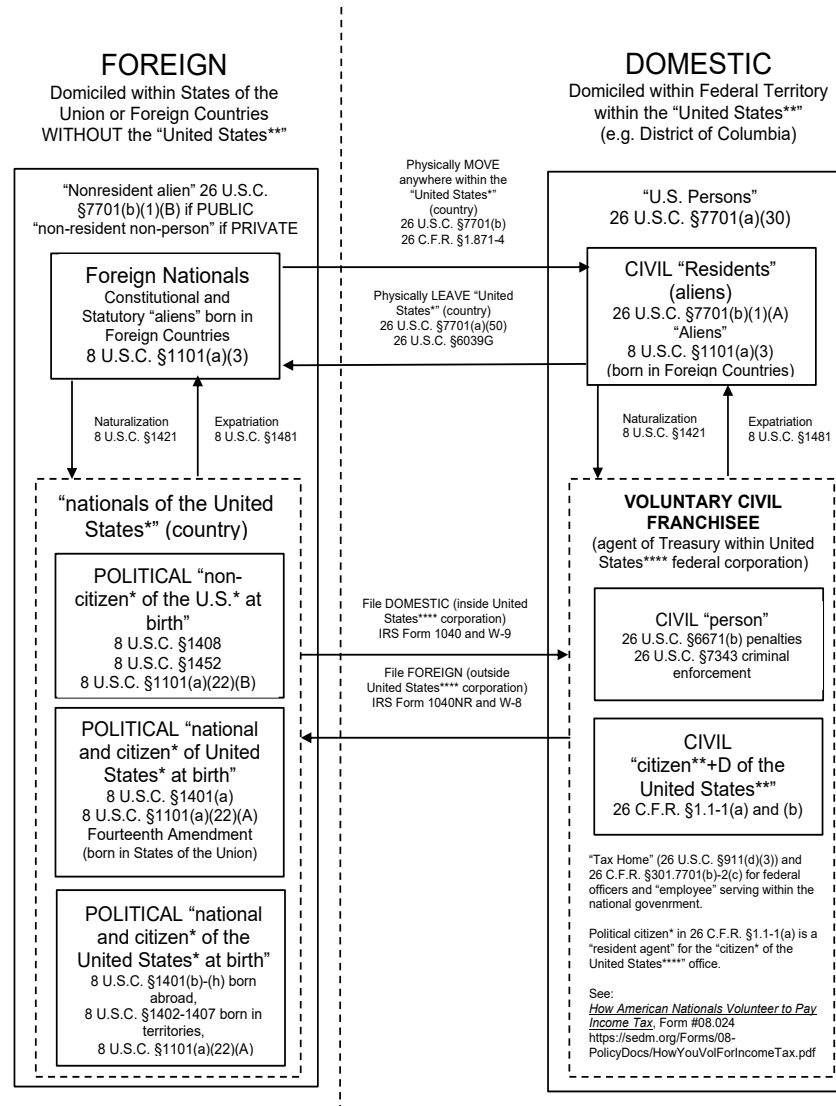 FOREIGN
Domiciled within States of the
Union or Foreign Countries
WITHOUT the “United States**”
DOMESTIC
Domiciled within Federal Territory
within the “United States**”
(e.g. District of Columbia)
“Nonresident alien” 26 U.S.C.
§7701(b)(1)(B) if PUBLIC
“non-resident non-person” if PRIVATE
Foreign Nationals
Constitutional and
Statutory “aliens” born in
Foreign Countries
8 U.S.C. §1101(a)(3)
Physically MOVE
anywhere within the
“United States*”
(country)
26 U.S.C. §7701(b)
26 C.F.R. §1.871-4
Physically LEAVE “United
States*” (country)
26 U.S.C. §7701(a)(50)
26 U.S.C. §6039G
“U.S. Persons”
26 U.S.C. §7701(a)(30)
CIVIL “Residents”
(aliens)
26 U.S.C. §7701(b)(1)(A)
“Aliens”
8 U.S.C. §1101(a)(3)
(born in Foreign Countries)
Naturalization
8 U.S.C. §1421
Expatriation
8 U.S.C. §1481
Naturalization
8 U.S.C. §1421
Expatriation
8 U.S.C. §1481
“nationals of the United
States*” (country)
POLITICAL “non-
citizen* of the U.S.* at
birth”
8 U.S.C. §1408
8 U.S.C. §1452
8 U.S.C. §1101(a)(22)(B)
POLITICAL “national
and citizen* of United
States* at birth”
8 U.S.C. §1401(a)
8 U.S.C. §1101(a)(22)(A)
Fourteenth Amendment
(born in States of the Union)
POLITICAL “national
and citizen* of the
United States* at birth”
8 U.S.C. §1401(b)-(h) born
abroad,
8 U.S.C. §1402-1407 born in
territories,
8 U.S.C. §1101(a)(22)(A)
File DOMESTIC (inside United
States**** corporation)
IRS Form 1040 and W-9
File FOREIGN (outside
United States**** corporation)
IRS Form 1040NR and W-8
VOLUNTARY CIVIL
FRANCHISEE
(agent of Treasury within United
States**** federal corporation)
CIVIL “person”
26 U.S.C. §6671(b) penalties
26 U.S.C. §7343 criminal
enforcement
CIVIL
“citizen**+D of the
United States**”
26 C.F.R. §1.1-1(a) and (b)
“Tax Home” (26 U.S.C. §911(d)(3)) and
26 C.F.R. §301.7701(b)-2(c) for federal
officers and “employee” serving within the
national govenrment.
Political citizen* in 26 C.F.R. §1.1-1(a) is a
“resident agent” for the “citizen* of the
United States****” office.
See:
How American Nationals Volunteer to Pay
Income Tax, Form #08.024
https://sedm.org/Forms/08-
PolicyDocs/HowYouVolForIncomeTax.pdf